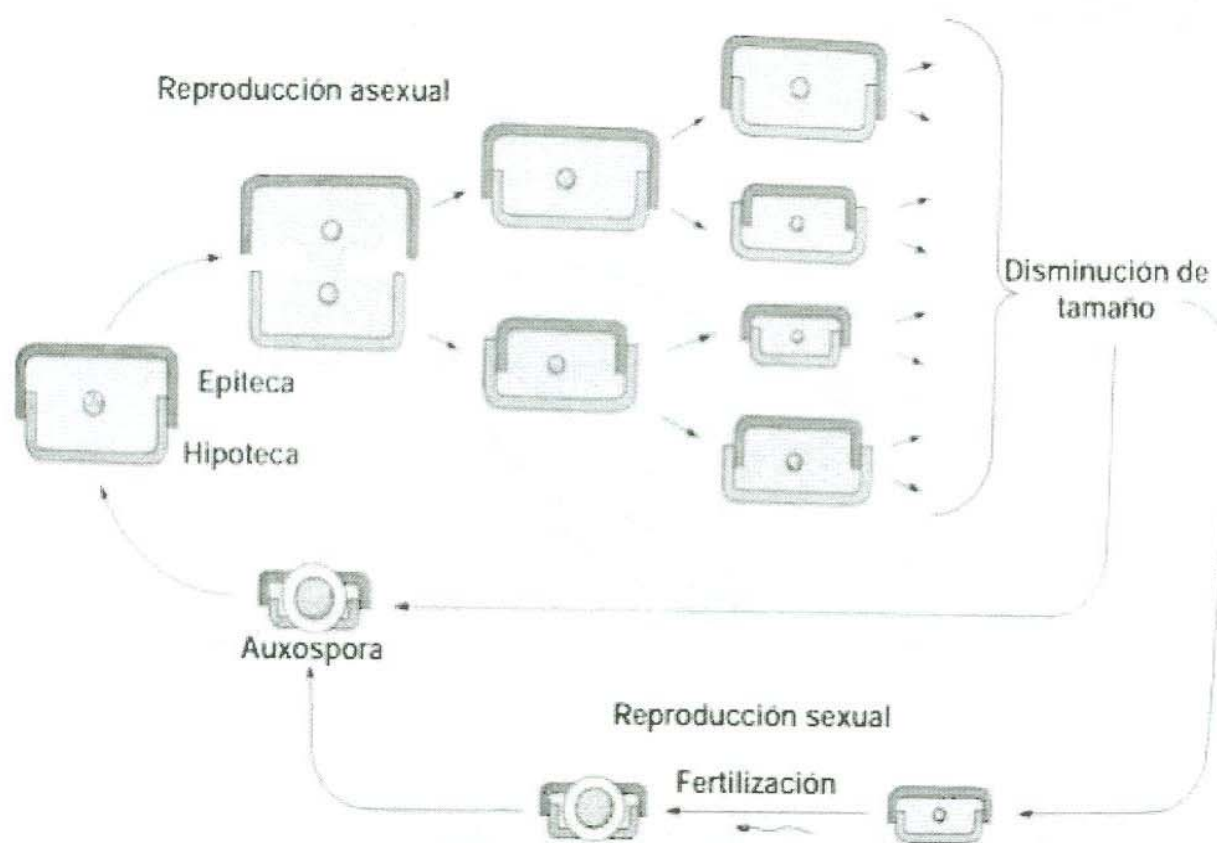 Reproducción asexual
Epiteca
Hipoteca
Disminución de
tamaño
Auxospora
Reproducción sexual
Fertilización